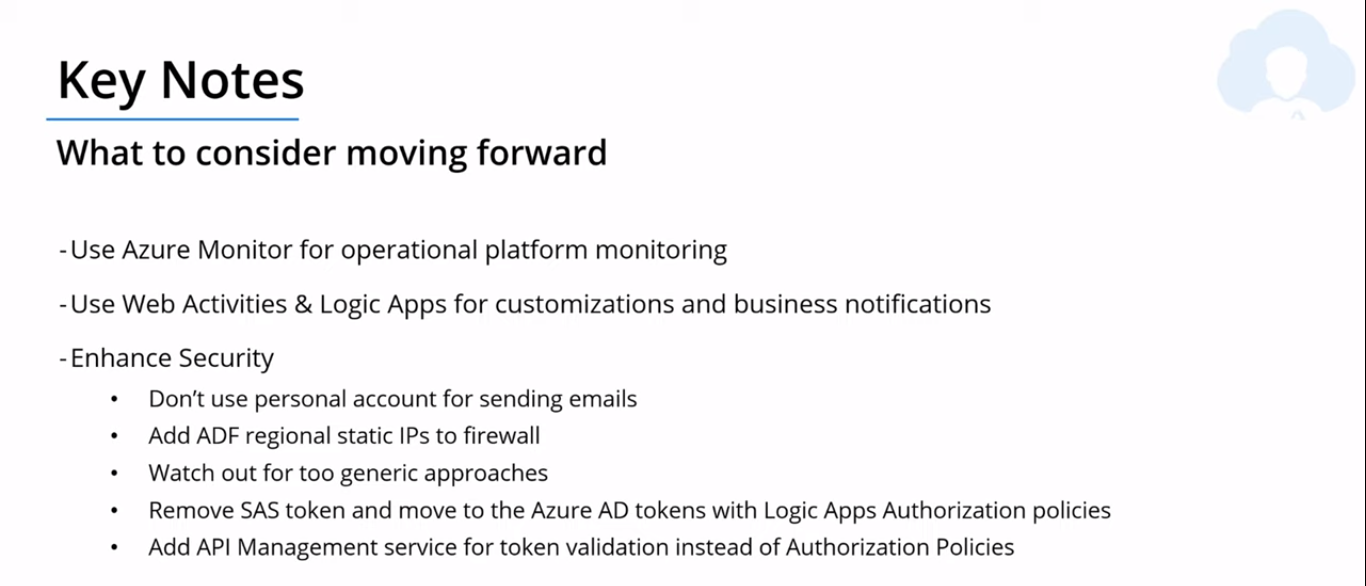 Key Notes
What to consider moving forward
-Use Azure Monitor for operational platform monitoring
-Use Web Activities & Logic Apps for customizations and business notifications
-Enhance Security
• Don’t use personal account for sending emails
• Add ADF regional static IPs to firewall
• Watch out for too generic approaches
• Remove SAS token and move to the Azure AD tokens with Logic Apps Authorization policies
• Add API Management service for token validation instead of Authorization Policies